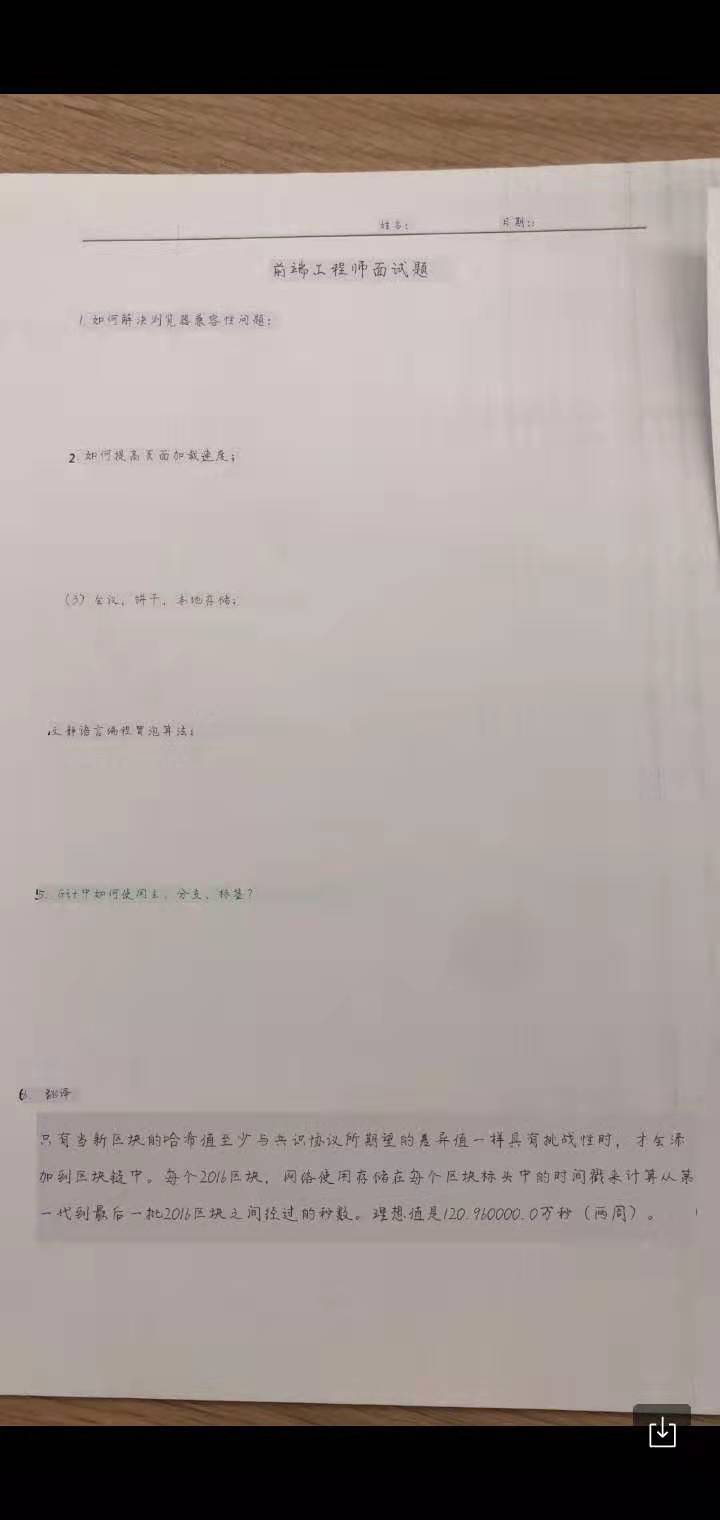 姓名： 日期：:
前端工程师面试题
1.如何解决浏览器兼容性问题；
2.如何提高页面加载速度；
(3) 会议，饼干，本地存储；
.文静语言编程冒泡算法；
5. Git中如何使用主、分支、标签？
6. 翻译
只有当新区块的哈希值至少与共识协议所期望的差异值一样具有挑战性时，才会添
加到区块链中。每个2016区块，网络使用存储在每个区块标头中的时间戳来计算从第
一代到最后一批2016区块之间经过的秒数。理想值是120.960000.0万秒（两周）。